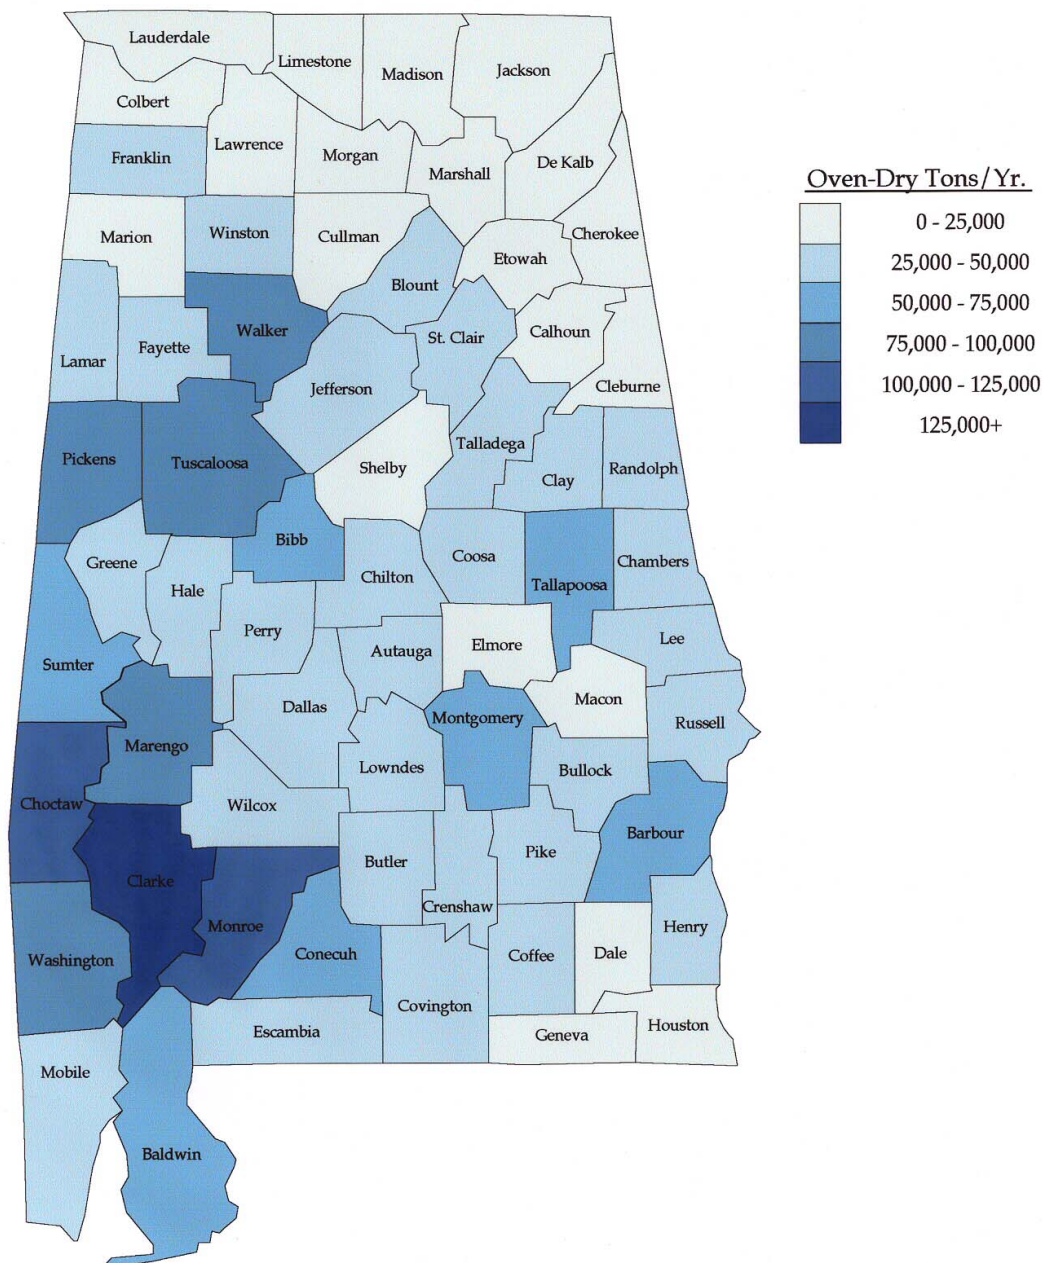 Lauderdale
Limestone
Madison
Jackson
Colbert
Lawrence
Franklin
Morgan
Marshall
De Kalb
Oven-Dry Tons/Yr.
0 - 25,000
25,000 - 50,000
50,000 - 75,000
75,000 - 100,000
100,000 - 125,000
125,000+
Marion
Winston
Cullman
Cherokee
Etowah
Blount
Walker
Calhoun
St. Clair
Fayette
Lamar
Jefferson
Cleburne
Talladega
Pickens
Tuscaloosa
Shelby
Randolph
Clay
Bibb
Coosa
Chambers
Greene
Chilton
Tallapoosa
Hale
Perry
Lee
Elmore
Autauga
Sumter
Macon
Dallas
Montgomery
Russell
Marengo
Lowndes
Bullock
Choctaw
Wilcox
Barbour
Pike
Butler
Clarke
Crenshaw
Monroe
Henry
Conecuh
Coffee
Dale
Washington
Covington
Houston
Escambia
Geneva
Mobile
Baldwin